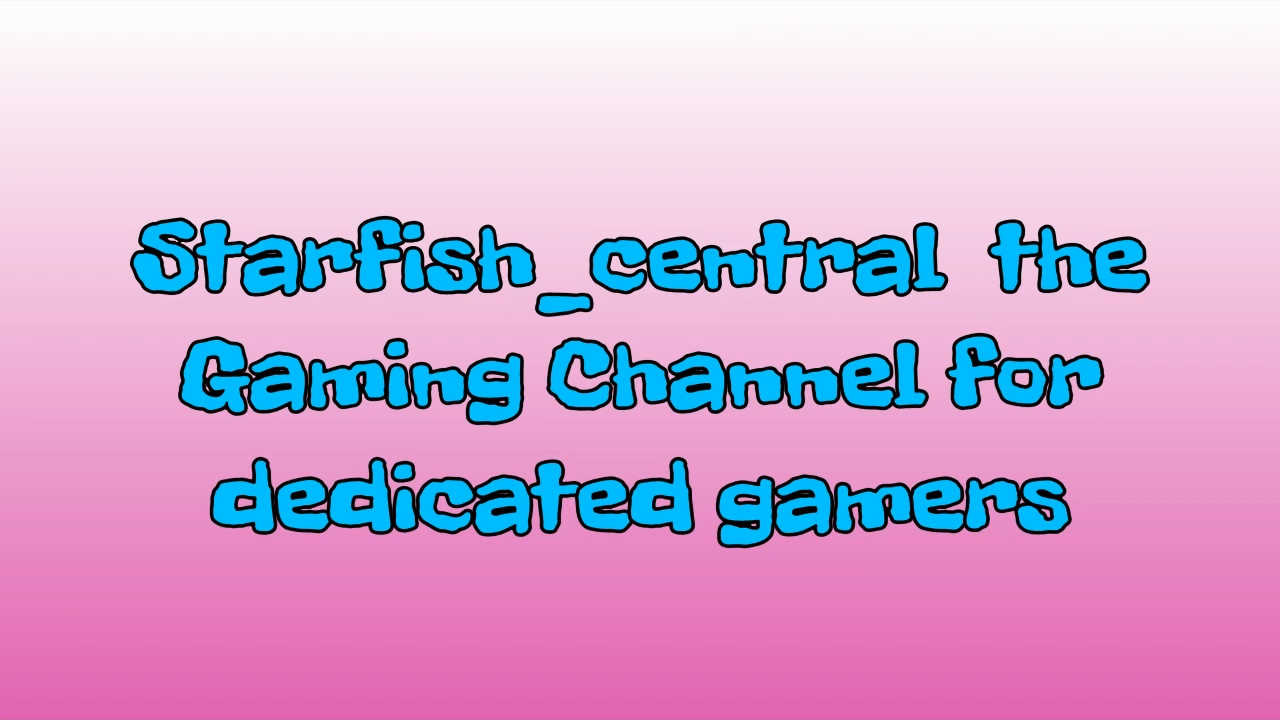 Starfish_central  the
Gaming Channel for
dedicated gamers